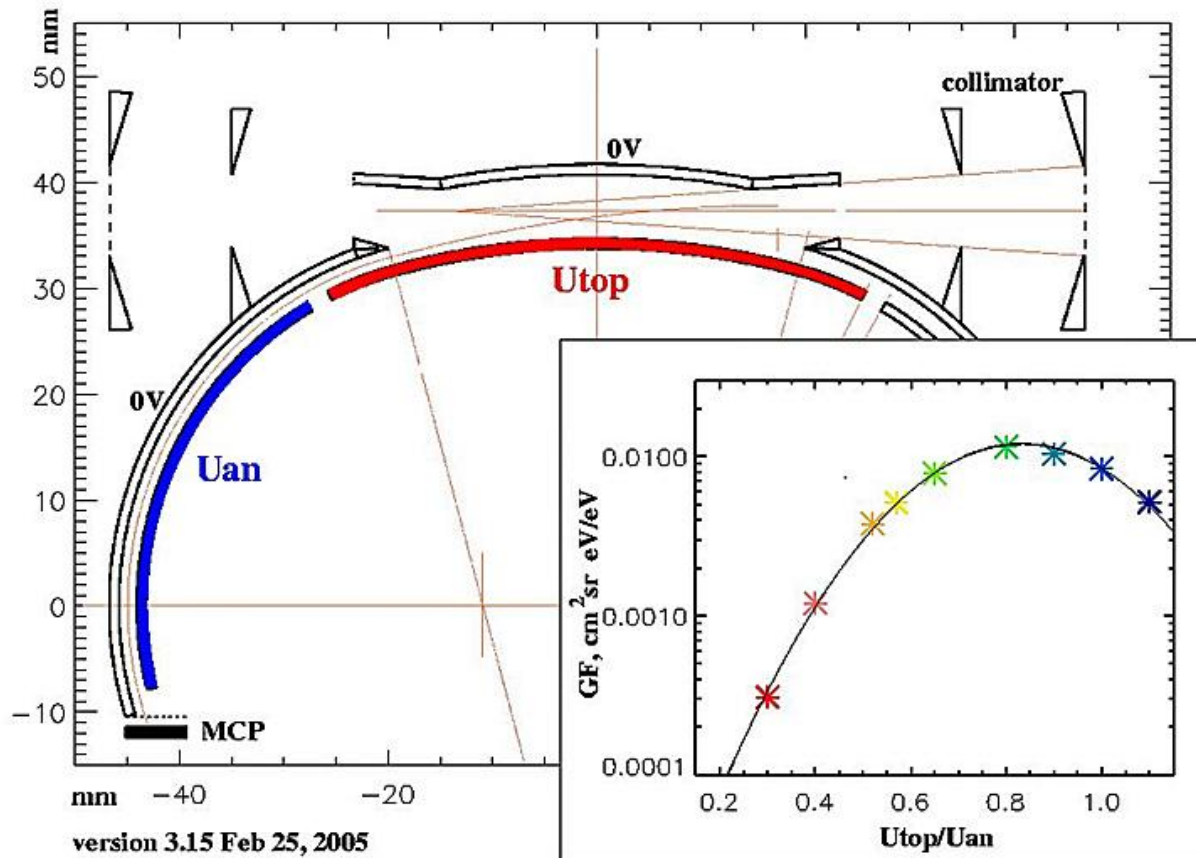 mm
50
40
30
20
10
0
−10
collimator
0V
Utop
0V
Uan
MCP
mm
−40
−20
version 3.15 Feb 25, 2005
GF, cm²sr eV/eV
0.0100
0.0010
0.0001
0.2
0.4
0.6
0.8
1.0
Utop/Uan